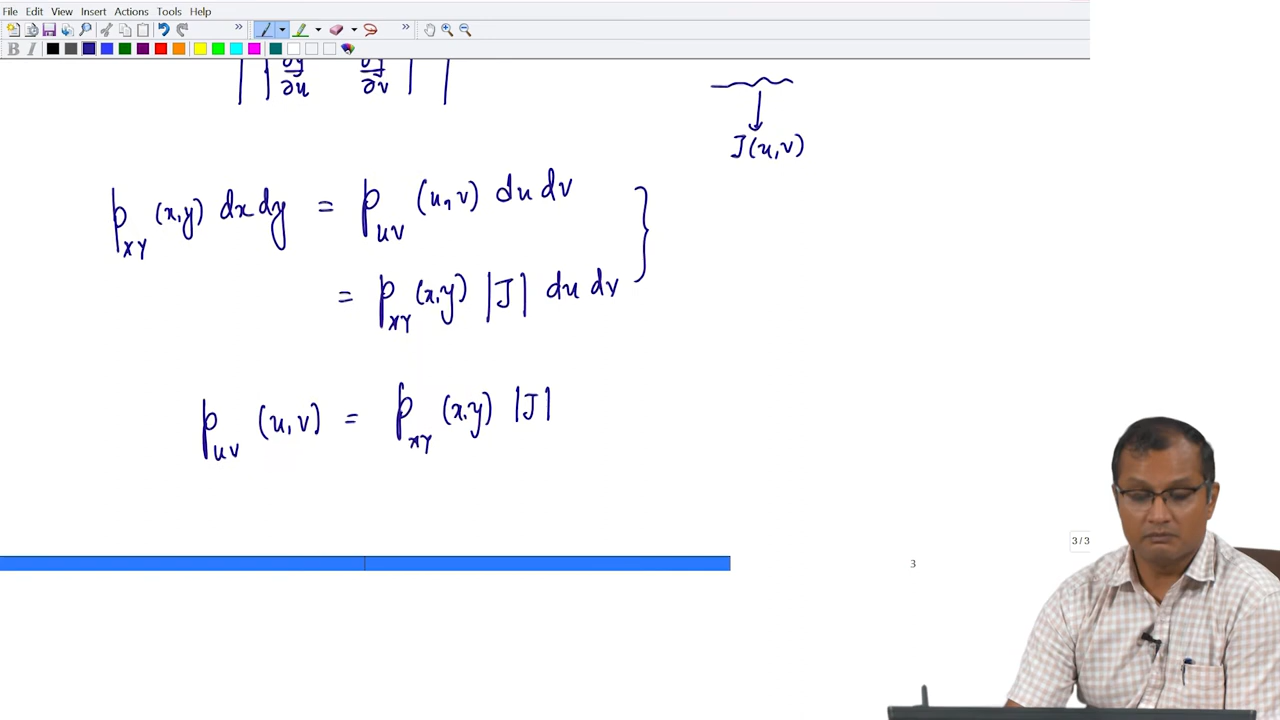 File Edit View Insert Actions Tools Help
B I
| | ∂y/∂u ∂y/∂v | |
J(u,v)
p_XY (x,y) dx dy = p_UV (u,v) du dv
= p_XY (x,y) |J| du dv
p_UV (u,v) = p_XY (x,y) |J|
3/3
3